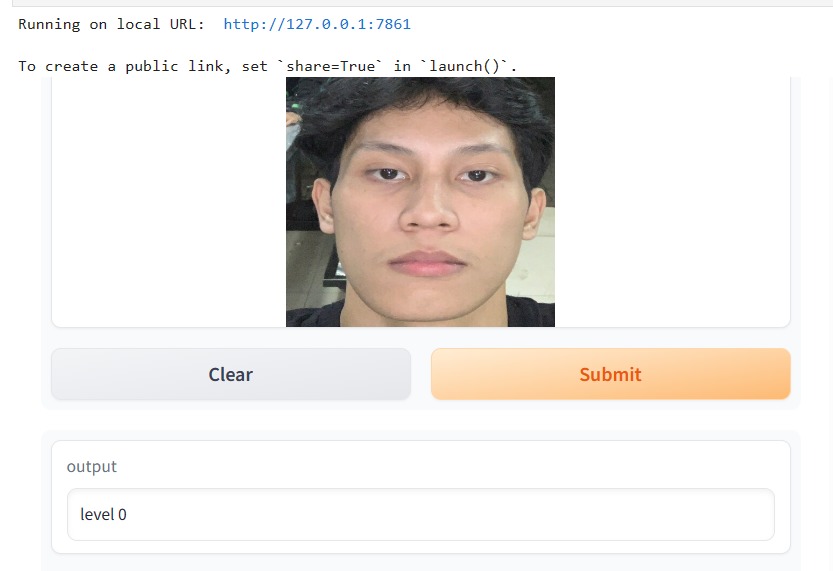 Running on local URL:  http://127.0.0.1:7861
To create a public link, set `share=True` in `launch()`.
Clear
Submit
output
level 0